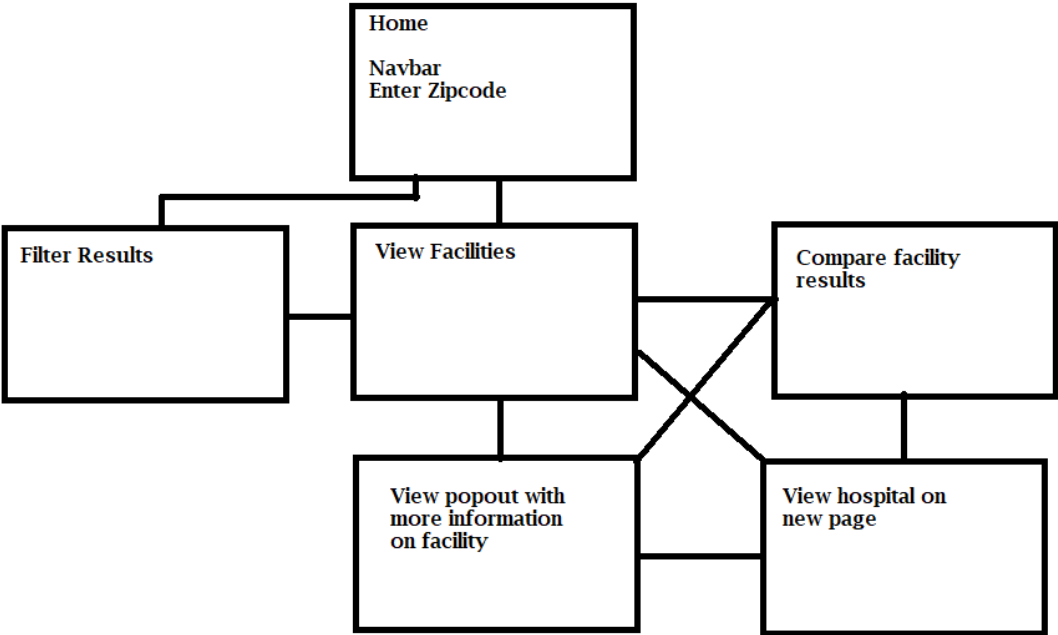 Home
Navbar
Enter Zipcode
Filter Results
View Facilities
Compare facility
results
View popout with
more information
on facility
View hospital on
new page